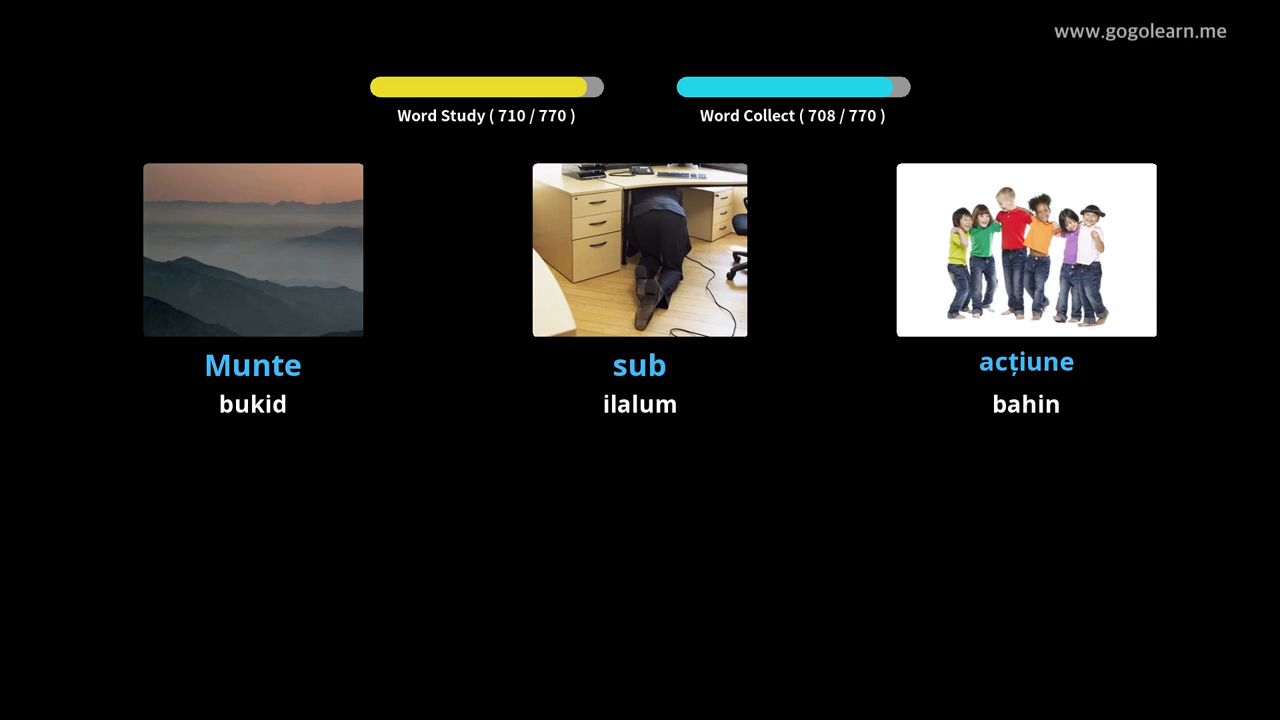 www.gogolearn.me
Word Study ( 710 / 770 )
Word Collect ( 708 / 770 )
Munte
bukid
sub
ilalum
acțiune
bahin